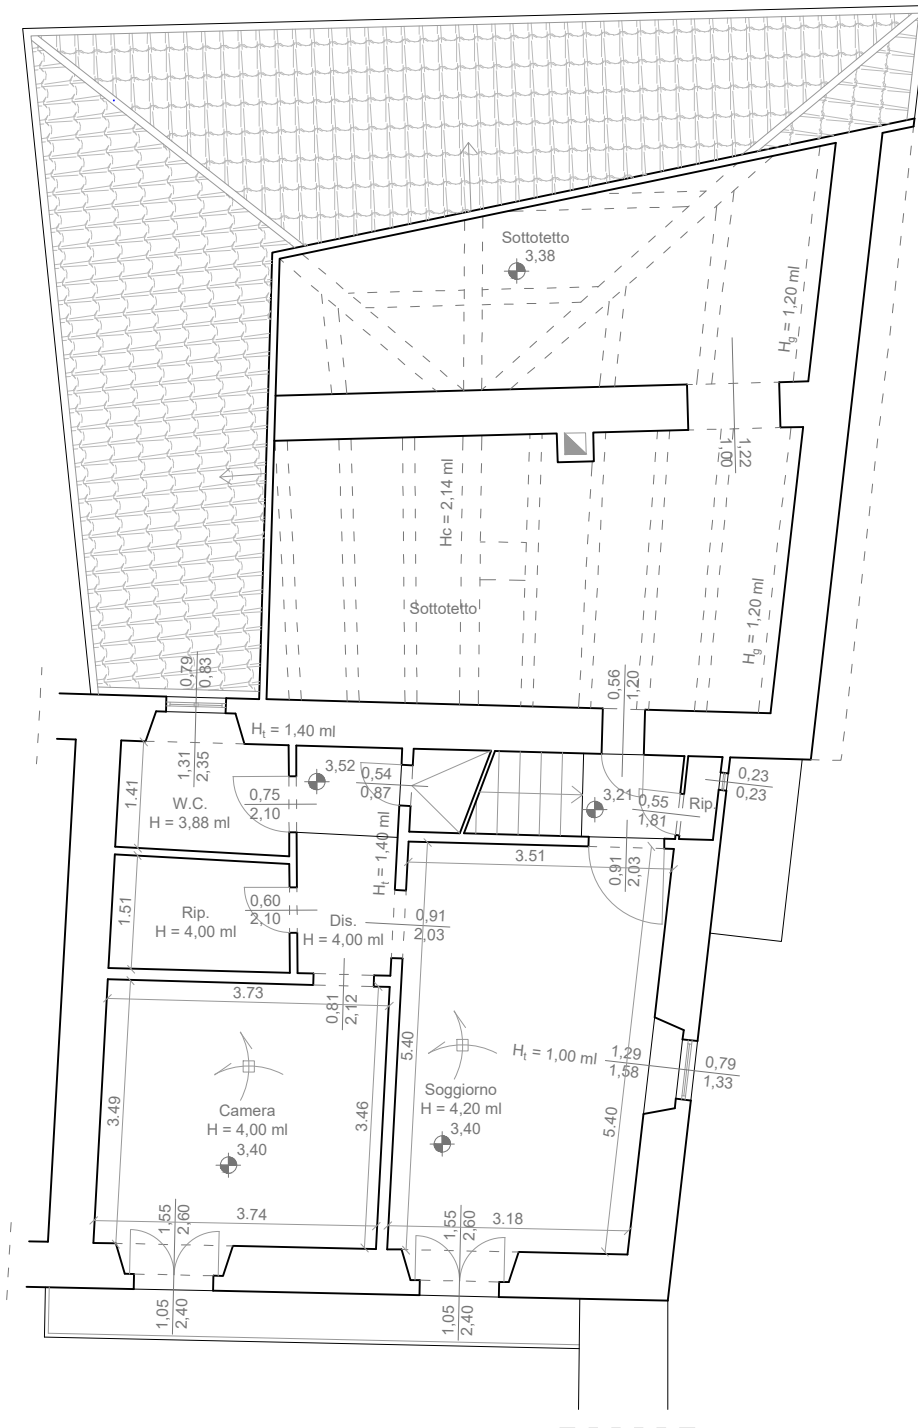 Sottotetto
3,38
Hg = 1,20 ml
1,00
1,22
Hc = 2,14 ml
Sottotetto
Hg = 1,20 ml
0,79
0,83
0,56
1,20
Ht = 1,40 ml
1,31
2,35
1.41
W.C.
H = 3,88 ml
0,75
2,10
3,52
0,54
0,87
Ht = 1,40 ml
3,21
0,55
1,81
Rip.
0,23
0,23
3.51
0,91
2,03
1.51
Rip.
H = 4,00 ml
0,60
2,10
Dis.
H = 4,00 ml
0,91
2,03
3.73
0,81
2,12
5.40
Ht = 1,00 ml
1,29
1,58
0,79
1,33
3.49
Camera
H = 4,00 ml
3,40
3.46
Soggiorno
H = 4,20 ml
3,40
5.40
1,55
2,60
3.74
1,55
2,60
3.18
1,05
2,40
1,05
2,40